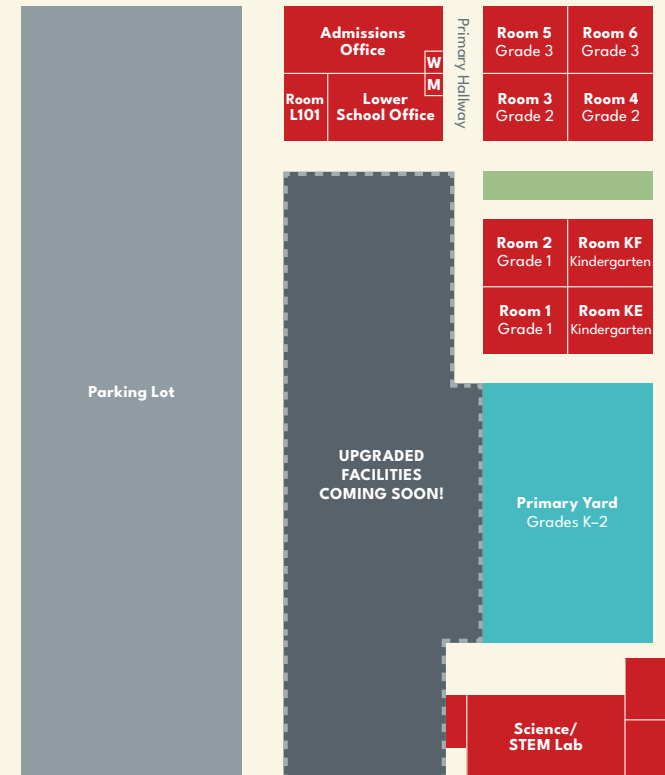 Admissions
Office
W
M
Room
L101
Lower
School Office
Primary Hallway
Room 5
Grade 3
Room 6
Grade 3
Room 3
Grade 2
Room 4
Grade 2
Room 2
Grade 1
Room KF
Kindergarten
Room 1
Grade 1
Room KE
Kindergarten
Parking Lot
UPGRADED
FACILITIES
COMING SOON!
Primary Yard
Grades K–2
Science/
STEM Lab